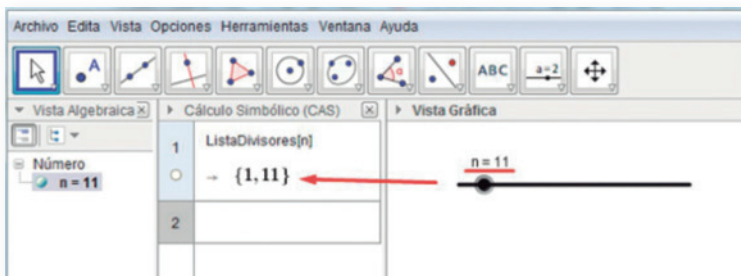 Archivo Edita Vista Opciones Herramientas Ventana Ayuda
A
α
ABC
a=2
Vista Algebraica
Cálculo Simbólico (CAS)
Vista Gráfica
Número
n = 11
1
ListaDivisores[n]
→ {1, 11}
2
n = 11